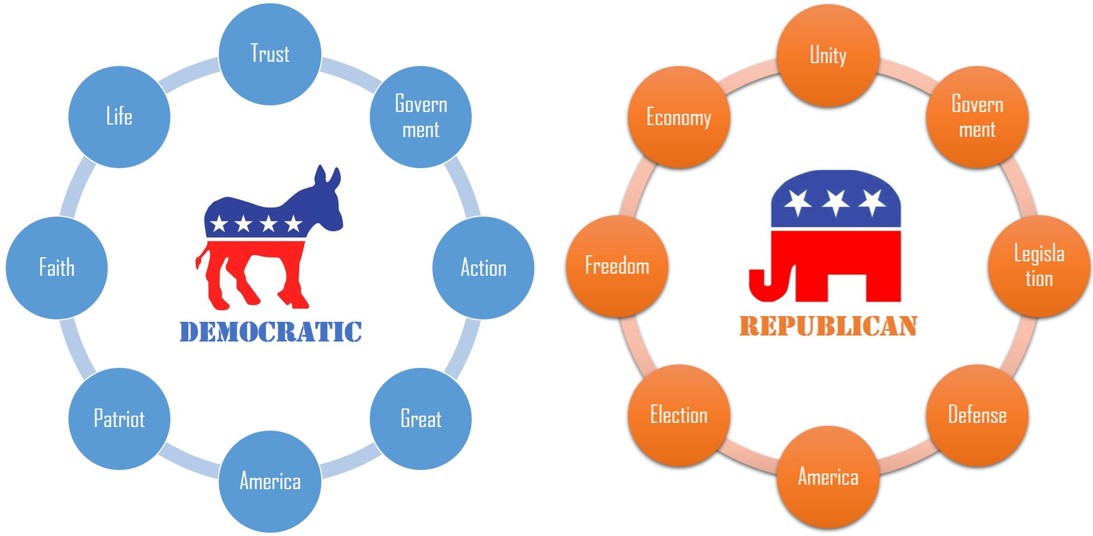 Trust
Govern
ment
Action
Great
America
Patriot
Faith
Life
DEMOCRATIC
Unity
Govern
ment
Legisla
tion
Defense
America
Election
Freedom
Economy
REPUBLICAN